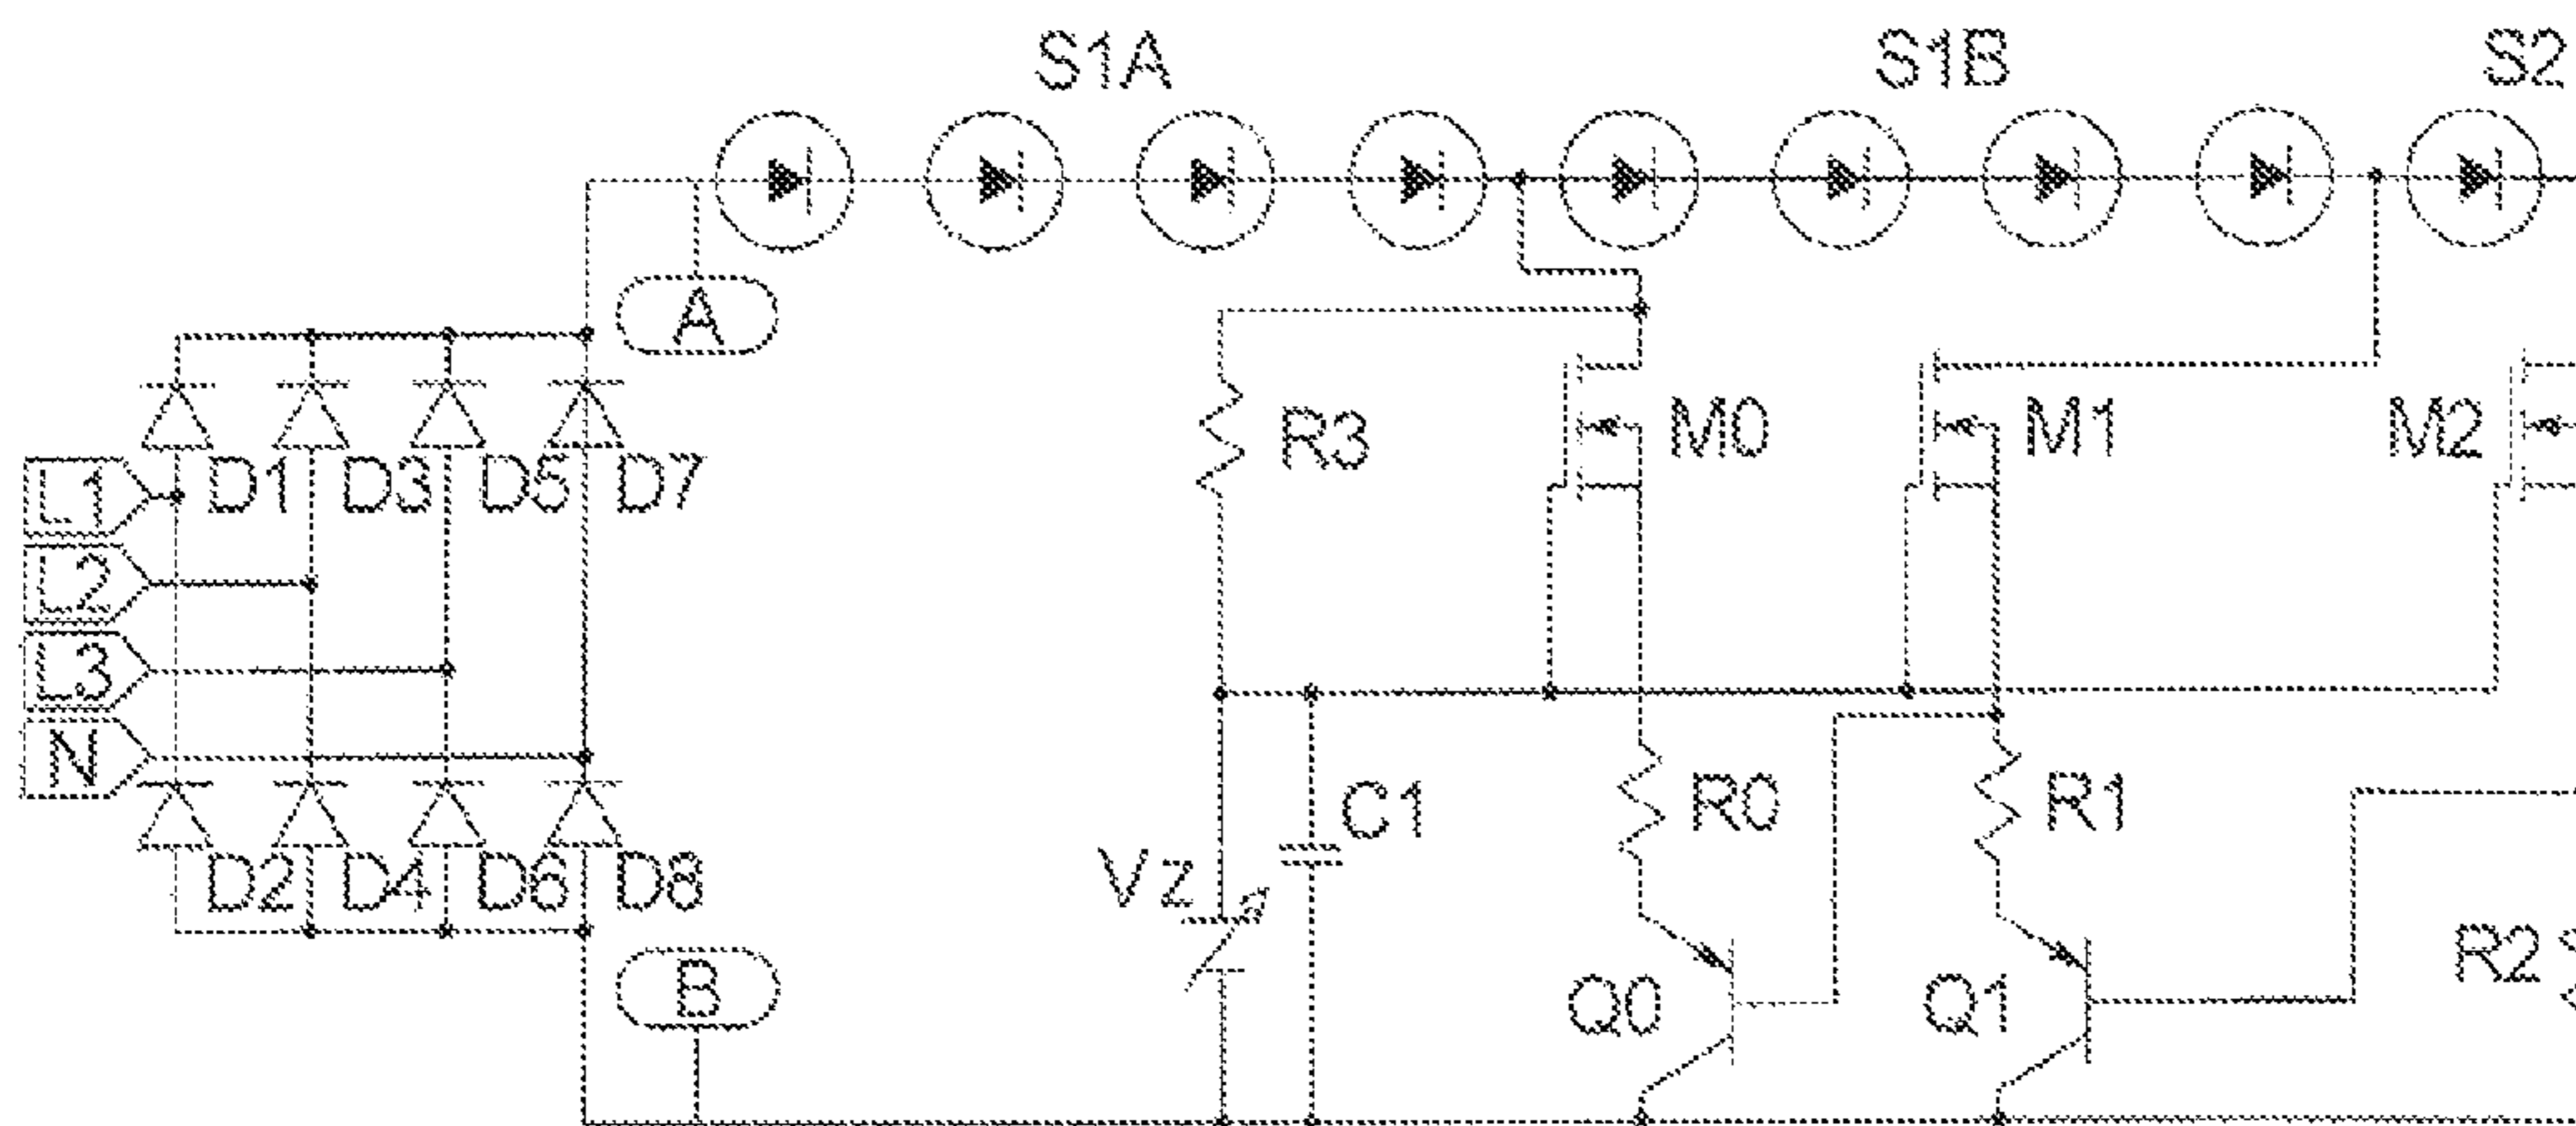 S1A S1B S2
A
R3 M0 M1 M2
L1 D1 D3 D5 D7
L2
L3
N
C1 R0 R1
D2 D4 D6 D8 Vz
B Q0 Q1 R2